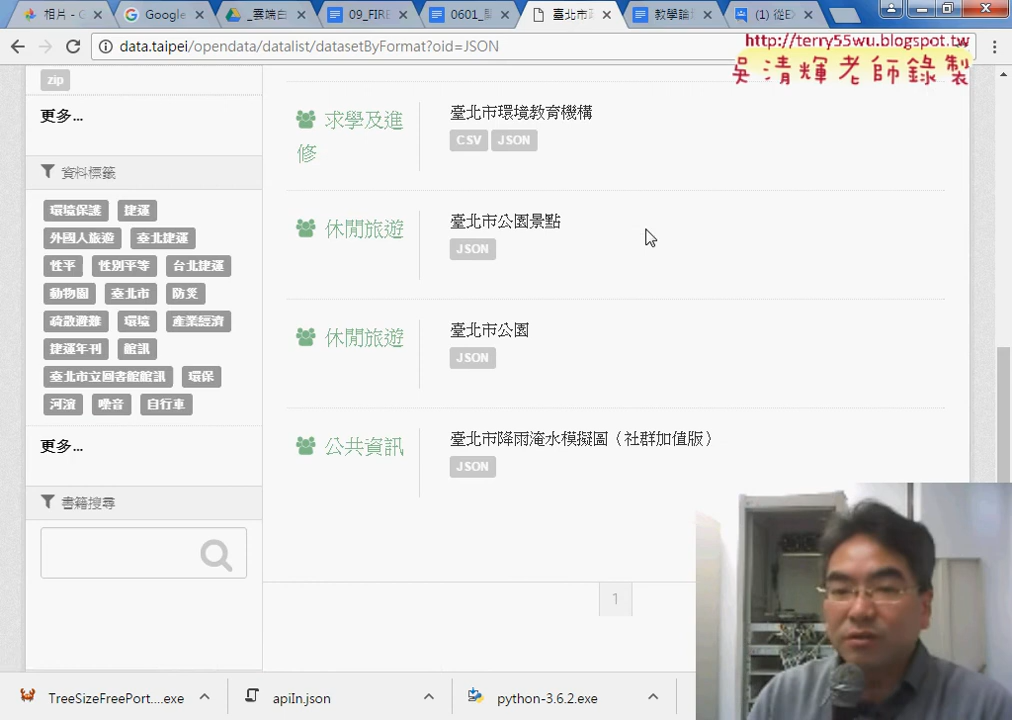 相片 - G
Google
_雲端白
09_FIRE
0601_
臺北市
教學論
(1) 從E
data.taipei/opendata/datalist/datasetByFormat?oid=JSON
http://terry55wu.blogspot.tw
吳清輝老師錄製
zip
更多...
資料標籤
環境保護 捷運
外國人旅遊 臺北捷運
性平 性別平等 台北捷運
動物園 臺北市 防災
疏散避難 環境 產業經濟
捷運年刊 館訊
臺北市立圖書館館訊 環保
河濱 噪音 自行車
更多...
書籍搜尋
求學及進修
臺北市環境教育機構
CSV JSON
休閒旅遊
臺北市公園景點
JSON
休閒旅遊
臺北市公園
JSON
公共資訊
臺北市降雨淹水模擬圖（社群加值版）
JSON
1
TreeSizeFreePort....exe
apiIn.json
python-3.6.2.exe